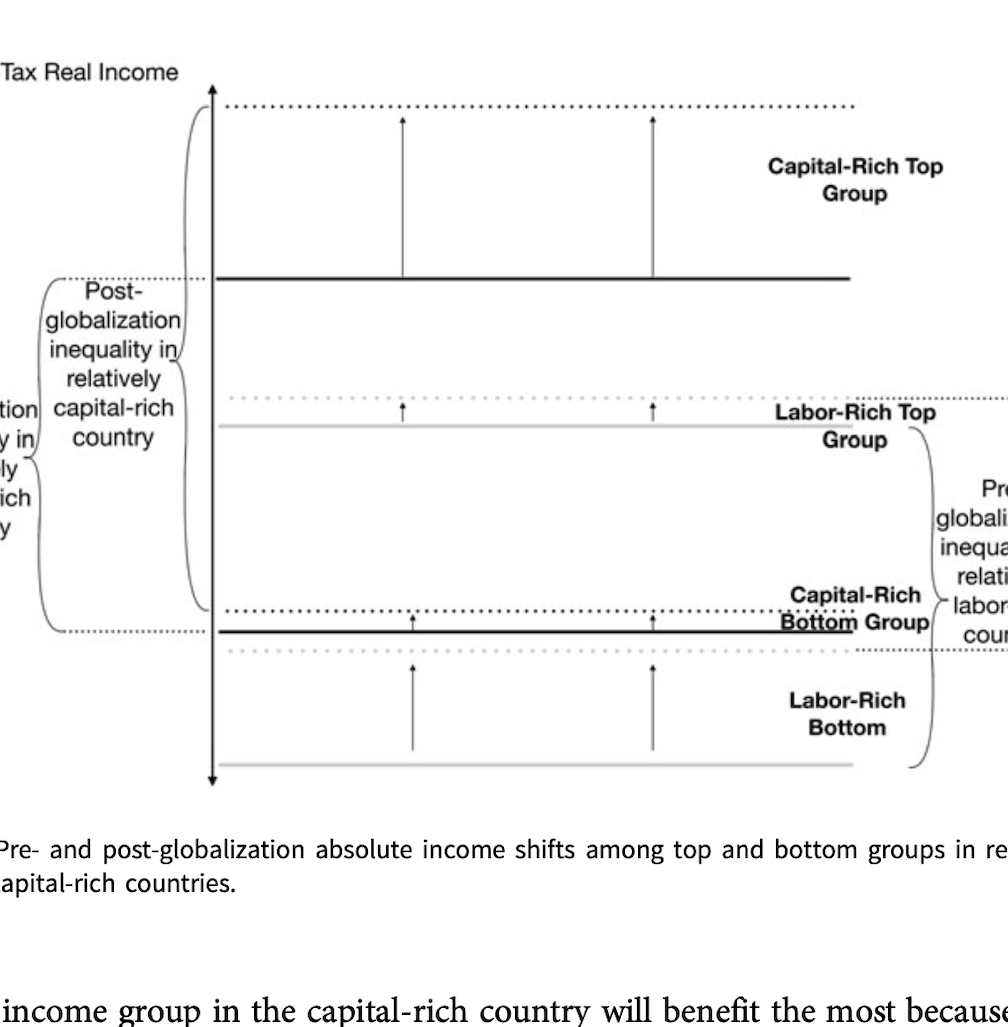 Tax Real Income
Capital-Rich Top
Group
Post-
globalization
inequality in
relatively
capital-rich
country
tion
y in
ly
ich
y
Labor-Rich Top
Group
Pre
globali
inequa
relati
labor-
cour
Capital-Rich
Bottom Group
Labor-Rich
Bottom
Pre- and post-globalization absolute income shifts among top and bottom groups in re
apital-rich countries.
income group in the capital-rich country will benefit the most because